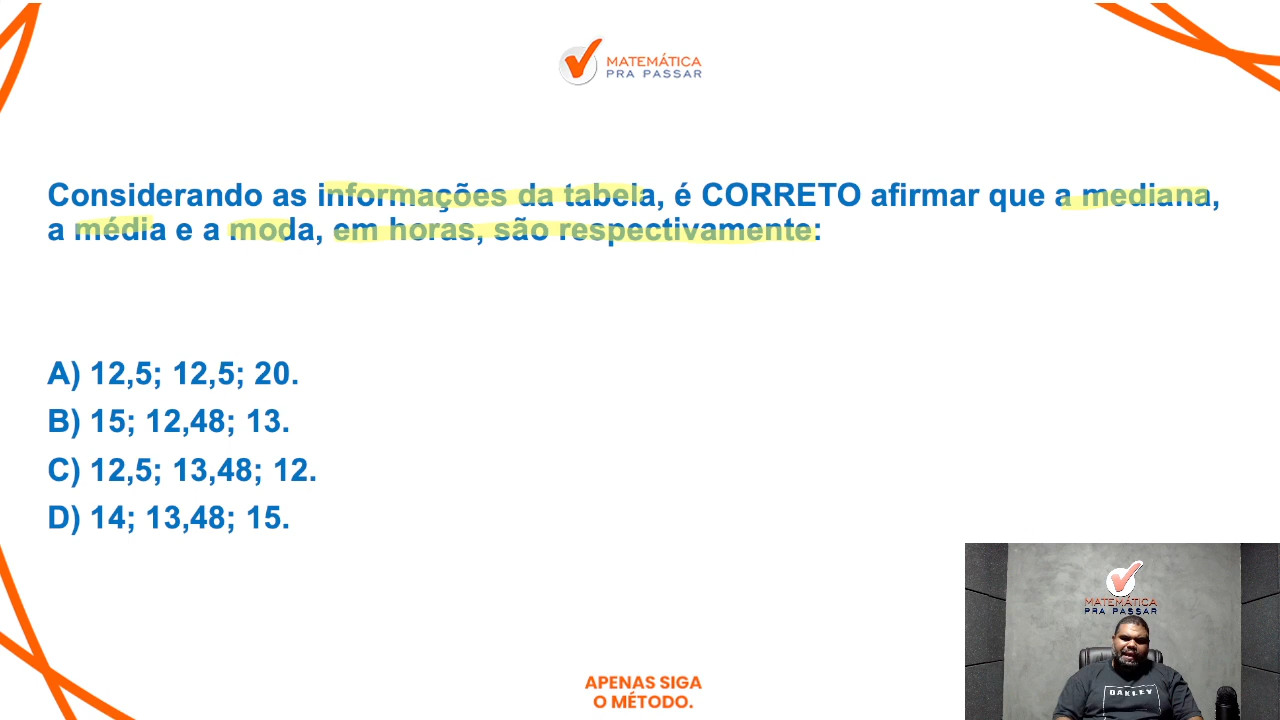 MATEMÁTICA
PRA PASSAR
Considerando as informações da tabela, é CORRETO afirmar que a mediana,
a média e a moda, em horas, são respectivamente:
A) 12,5; 12,5; 20.
B) 15; 12,48; 13.
C) 12,5; 13,48; 12.
D) 14; 13,48; 15.
MATEMÁTICA
PRA PASSAR
OAKLEY
APENAS SIGA
O MÉTODO.